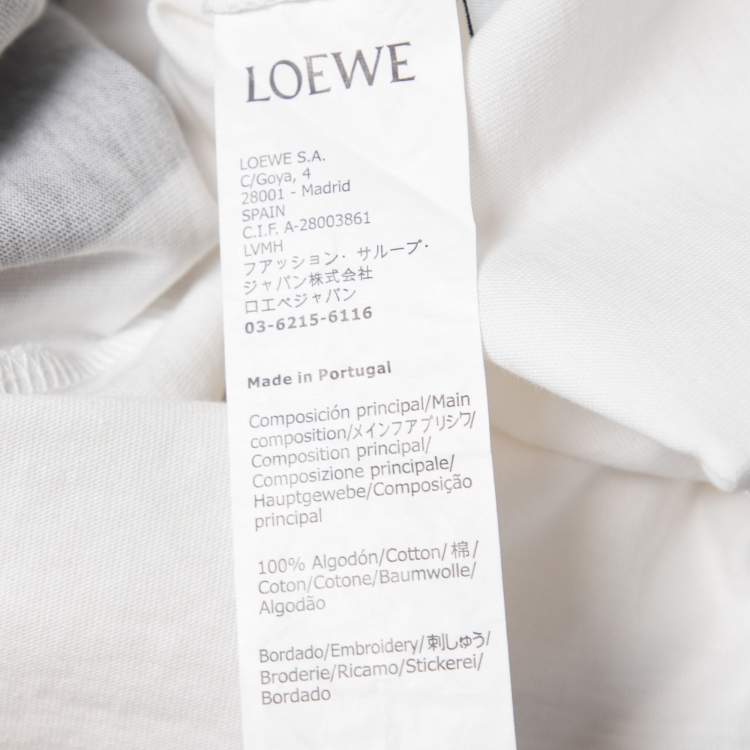 LOEWE
LOEWE S.A.
C/Goya, 4
28001 - Madrid
SPAIN
C.I.F. A-28003861
LVMH
フアッション・サループ・
ジャパン株式会社
ロエベジャパン
03-6215-6116
Made in Portugal
Composición principal/Main
composition/メインフアプリシワ/
Composition principal/
Composizione principale/
Hauptgewebe/Composição
principal
100% Algodón/Cotton/棉/
Coton/Cotone/Baumwolle/
Algodão
Bordado/Embroidery/刺しゅう/
Broderie/Ricamo/Stickerei/
Bordado